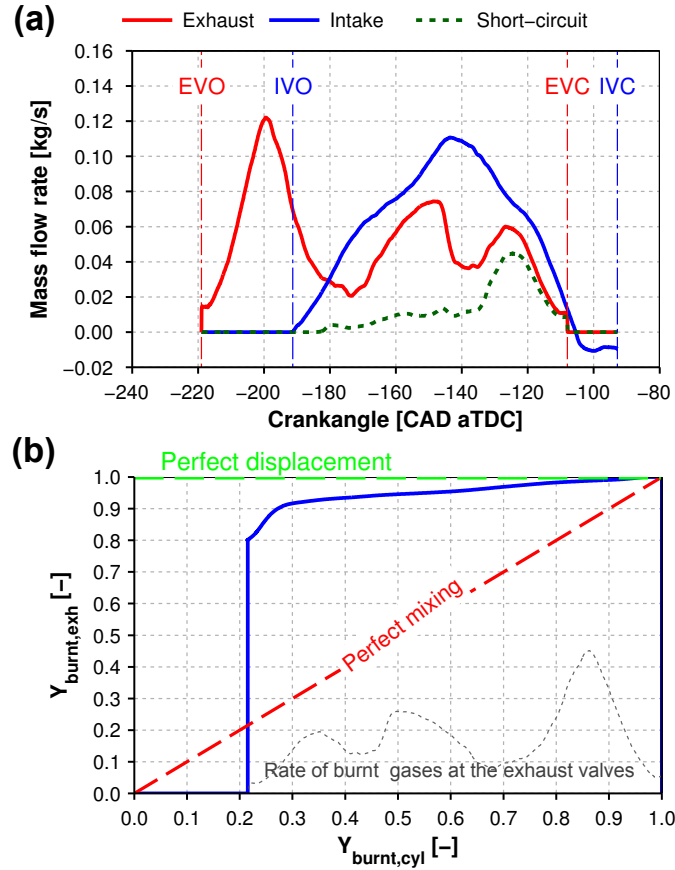 (a)
Exhaust Intake Short−circuit
0.16
0.14
0.12
0.10
0.08
0.06
0.04
0.02
0.00
−0.02
Mass flow rate [kg/s]
EVO IVO EVC IVC
−240 −220 −200 −180 −160 −140 −120 −100 −80
Crankangle [CAD aTDC]
(b)
Perfect displacement
1.0
0.9
0.8
0.7
0.6
0.5
0.4
0.3
0.2
0.1
0.0
Y burnt,exh [−]
Perfect mixing
Rate of burnt gases at the exhaust valves
0.0 0.1 0.2 0.3 0.4 0.5 0.6 0.7 0.8 0.9 1.0
Y burnt,cyl [−]